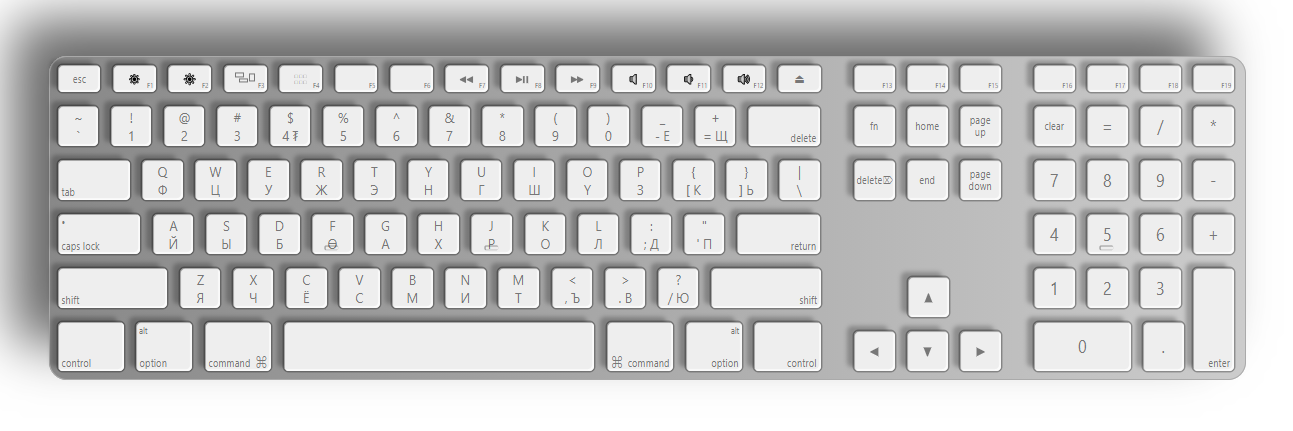 esc F1 F2 F3 F4 F5 F6 ◀◀ F7 ▶II F8 ▶▶ F9 F10 F11 F12 ⏏ F13 F14 F15 F16 F17 F18 F19
~ ! @ # $ % ^ & * ( ) _ +
` 1 2 3 4 ₮ 5 6 7 8 9 0 - Е = Щ delete fn home page up clear = / *
tab Q W E R T Y U I O P { } | delete⌦ end page down 7 8 9 -
Ф Ц У Ж Э Н Г Ш Ү З [ К ] Ь \
• caps lock A S D F G H J K L : " return 4 5 6 +
Й Ы Б Ө А Х Р О Л ; Д ' П
shift Z X C V B N M < > ? shift ▲ 1 2 3
Я Ч Ё С М И Т , Ъ . В / Ю
control alt option command ⌘ ⌘ command alt option control ◀ ▼ ▶ 0 . enter